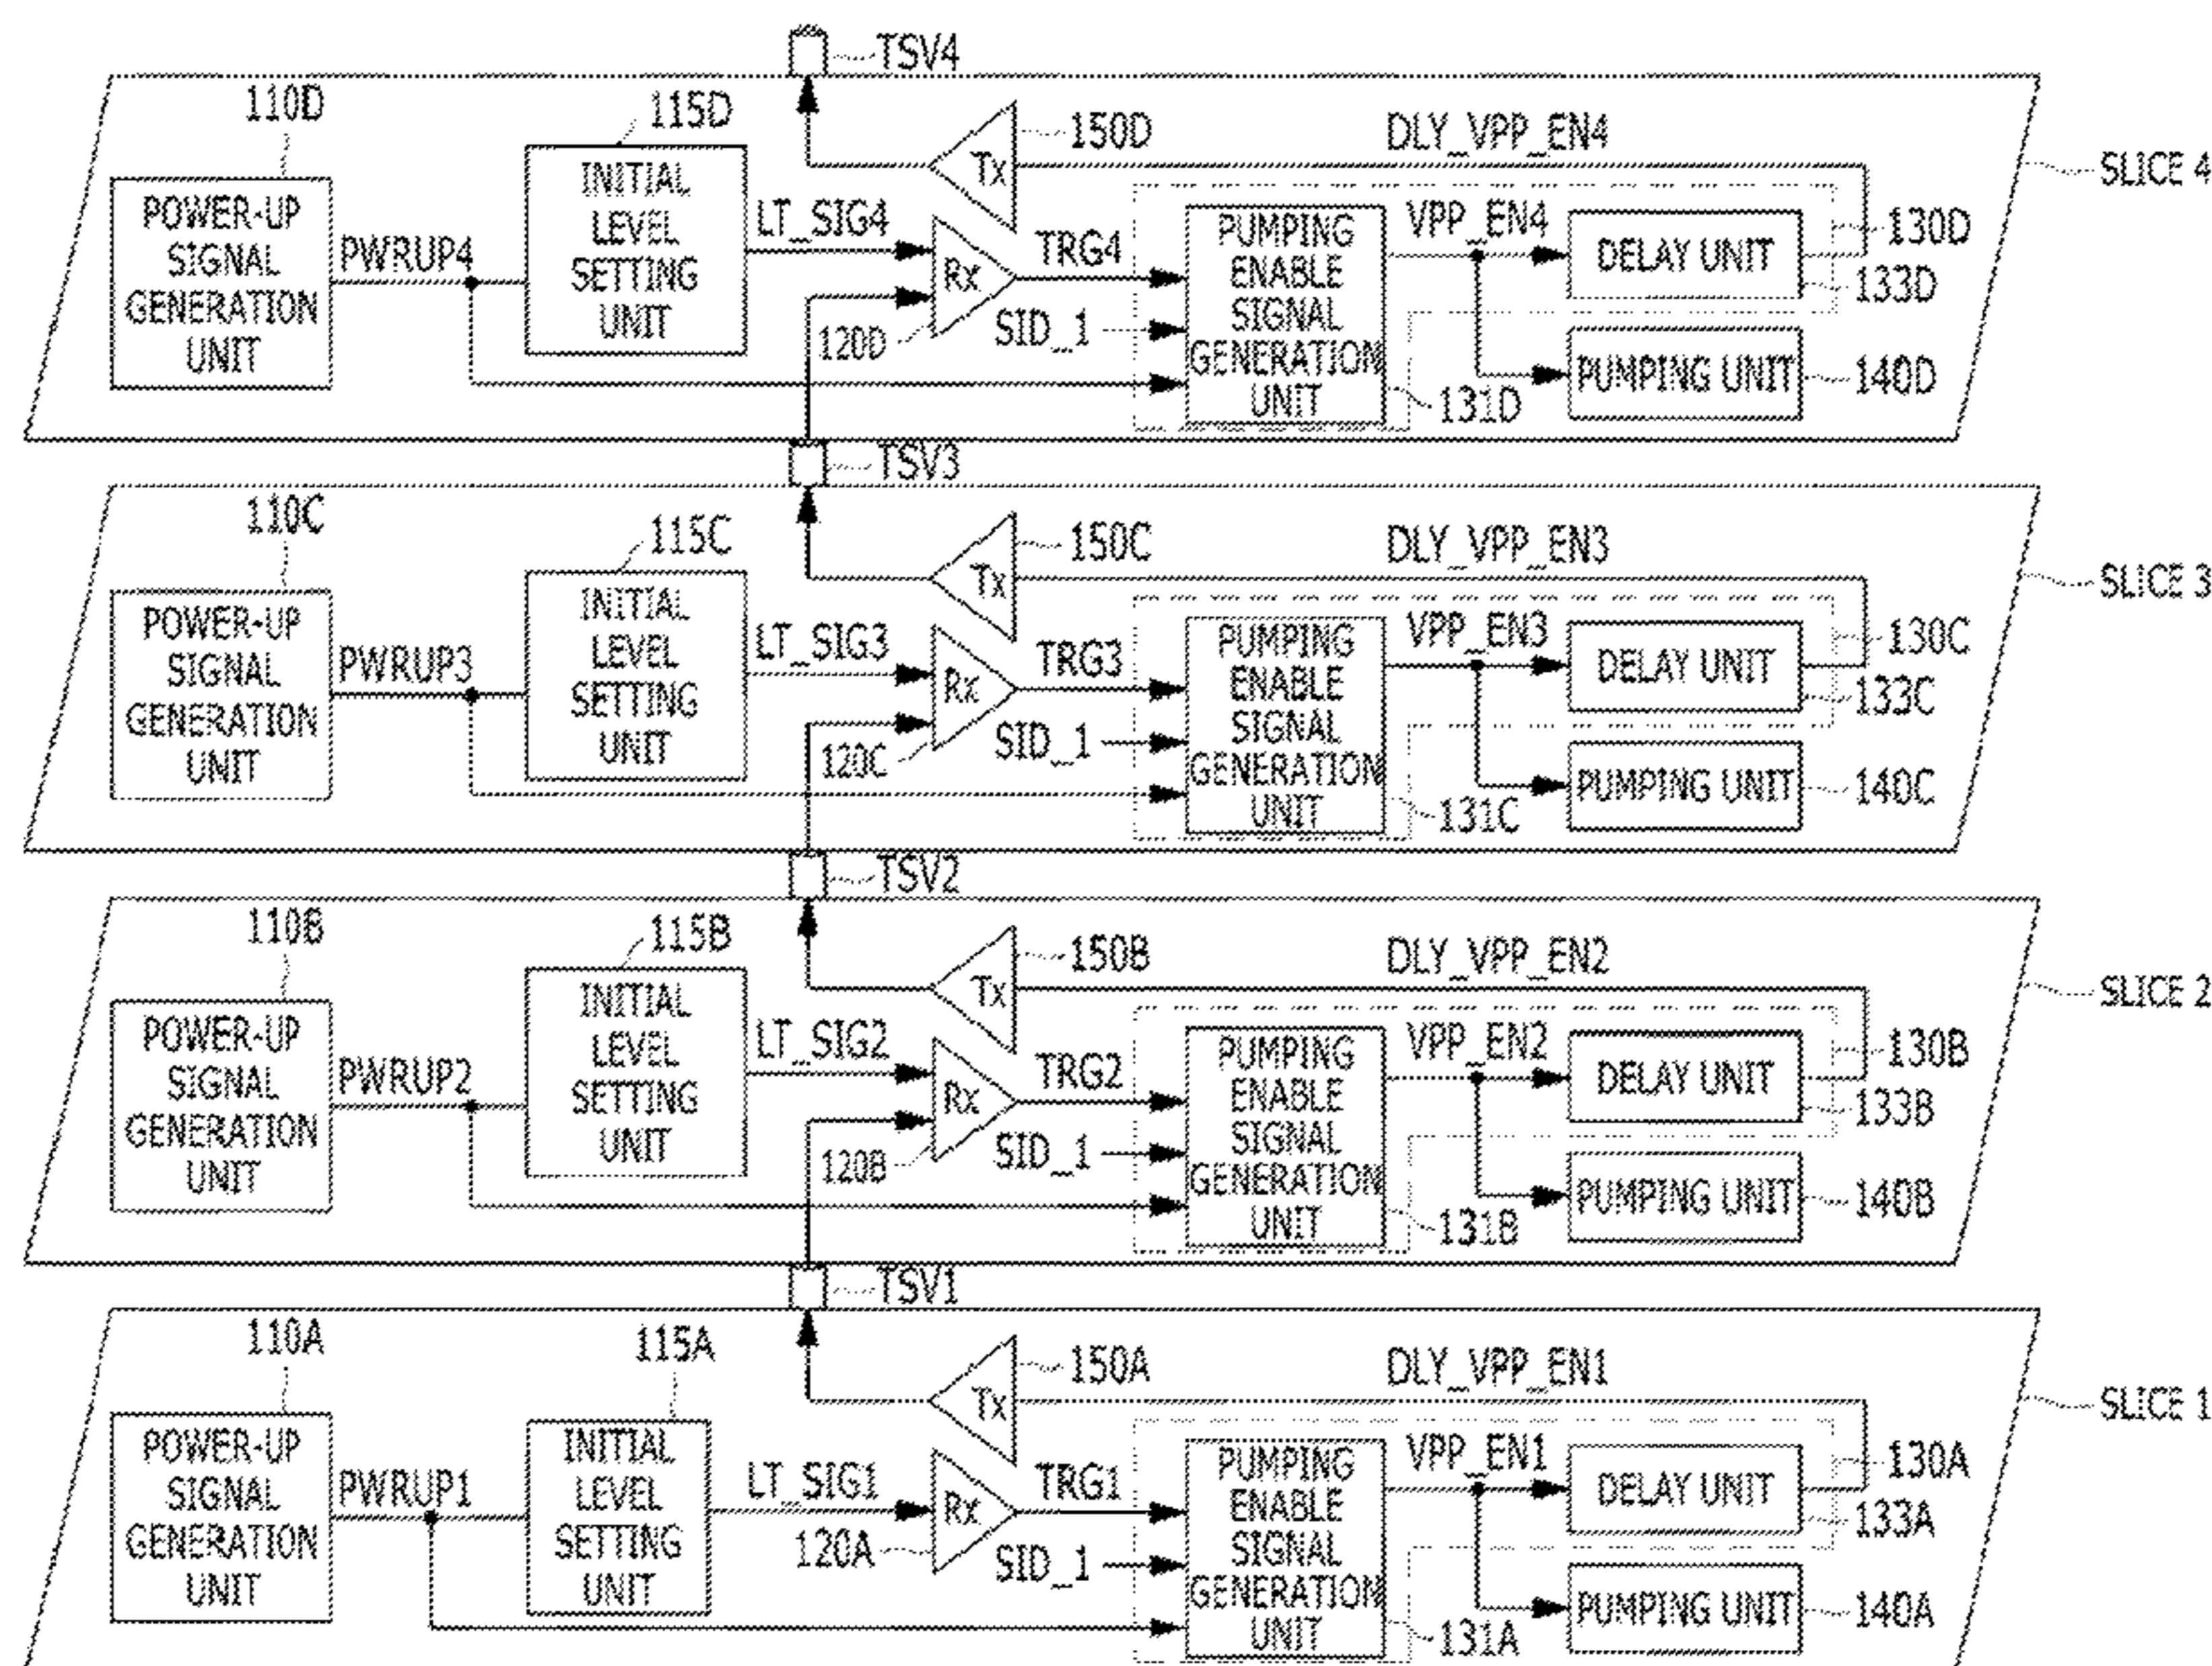 TSV4
110D
115D
150D
DLY_VPP_EN4
SLICE 4
POWER-UP
SIGNAL
GENERATION
UNIT
PWRUP4
INITIAL
LEVEL
SETTING
UNIT
LT_SIG4
Tx
Rx
120D
TRG4
SID_1
PUMPING
ENABLE
SIGNAL
GENERATION
UNIT
131D
VPP_EN4
DELAY UNIT
130D
133D
PUMPING UNIT
140D
TSV3
110C
115C
150C
DLY_VPP_EN3
SLICE 3
POWER-UP
SIGNAL
GENERATION
UNIT
PWRUP3
INITIAL
LEVEL
SETTING
UNIT
LT_SIG3
Tx
Rx
120C
TRG3
SID_1
PUMPING
ENABLE
SIGNAL
GENERATION
UNIT
131C
VPP_EN3
DELAY UNIT
130C
133C
PUMPING UNIT
140C
TSV2
110B
115B
150B
DLY_VPP_EN2
SLICE 2
POWER-UP
SIGNAL
GENERATION
UNIT
PWRUP2
INITIAL
LEVEL
SETTING
UNIT
LT_SIG2
Tx
Rx
120B
TRG2
SID_1
PUMPING
ENABLE
SIGNAL
GENERATION
UNIT
131B
VPP_EN2
DELAY UNIT
130B
133B
PUMPING UNIT
140B
TSV1
110A
115A
150A
DLY_VPP_EN1
SLICE 1
POWER-UP
SIGNAL
GENERATION
UNIT
PWRUP1
INITIAL
LEVEL
SETTING
UNIT
LT_SIG1
Tx
Rx
120A
TRG1
SID_1
PUMPING
ENABLE
SIGNAL
GENERATION
UNIT
131A
VPP_EN1
DELAY UNIT
130A
133A
PUMPING UNIT
140A